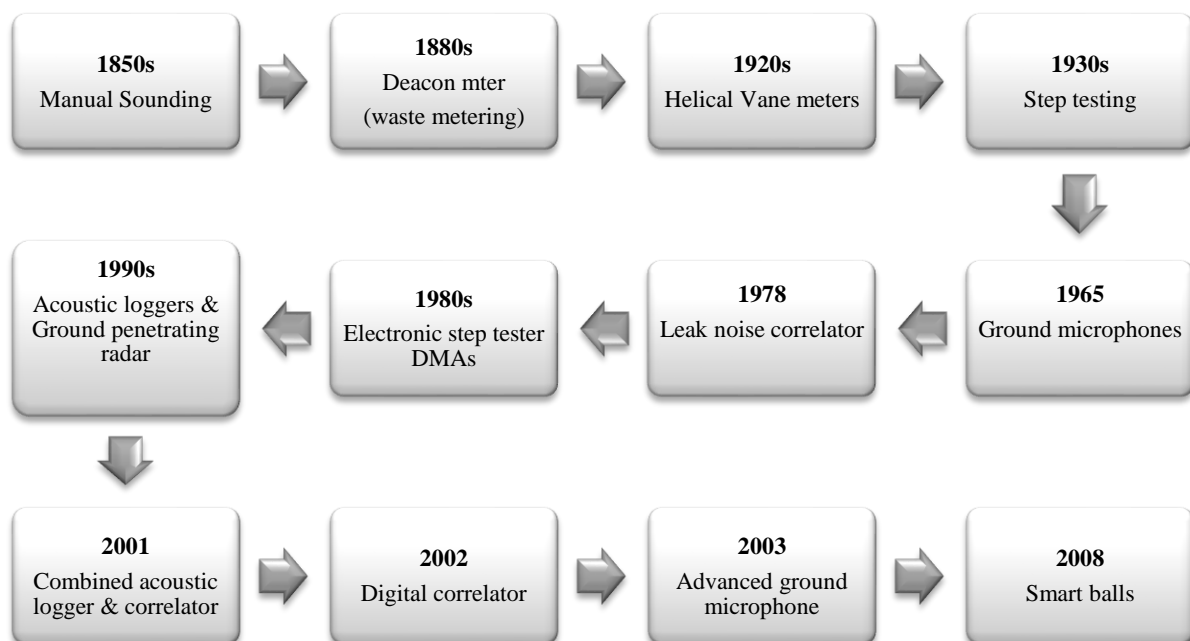 1850s
Manual Sounding
1880s
Deacon mter
(waste metering)
1920s
Helical Vane meters
1930s
Step testing
1965
Ground microphones
1978
Leak noise correlator
1980s
Electronic step tester
DMAs
1990s
Acoustic loggers &
Ground penetrating
radar
2001
Combined acoustic
logger & correlator
2002
Digital correlator
2003
Advanced ground
microphone
2008
Smart balls